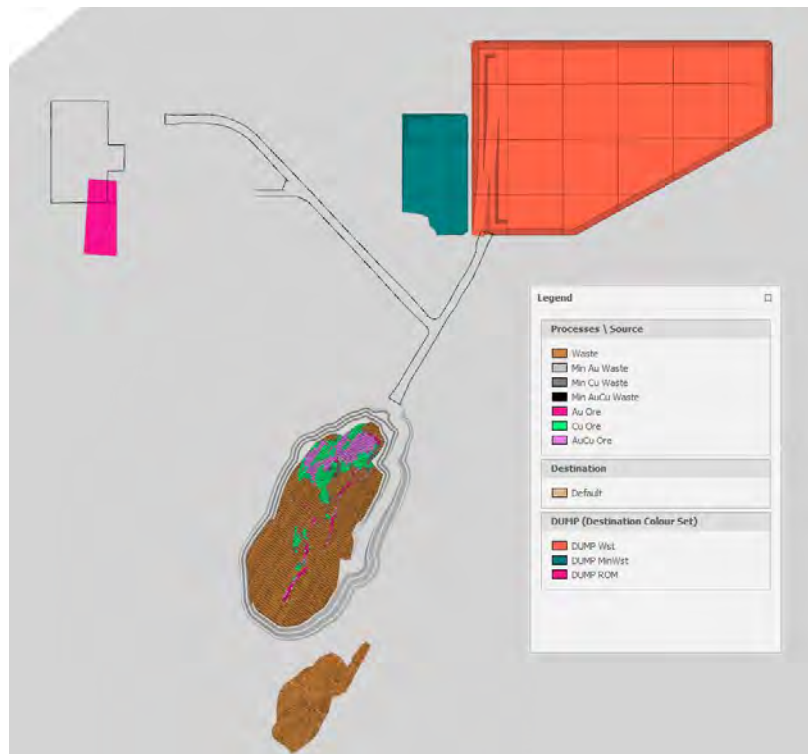 Legend
Processes \ Source
Waste
Min Au Waste
Min Cu Waste
Min AuCu Waste
Au Ore
Cu Ore
AuCu Ore
Destination
Default
DUMP (Destination Colour Set)
DUMP Wst
DUMP MinWst
DUMP ROM